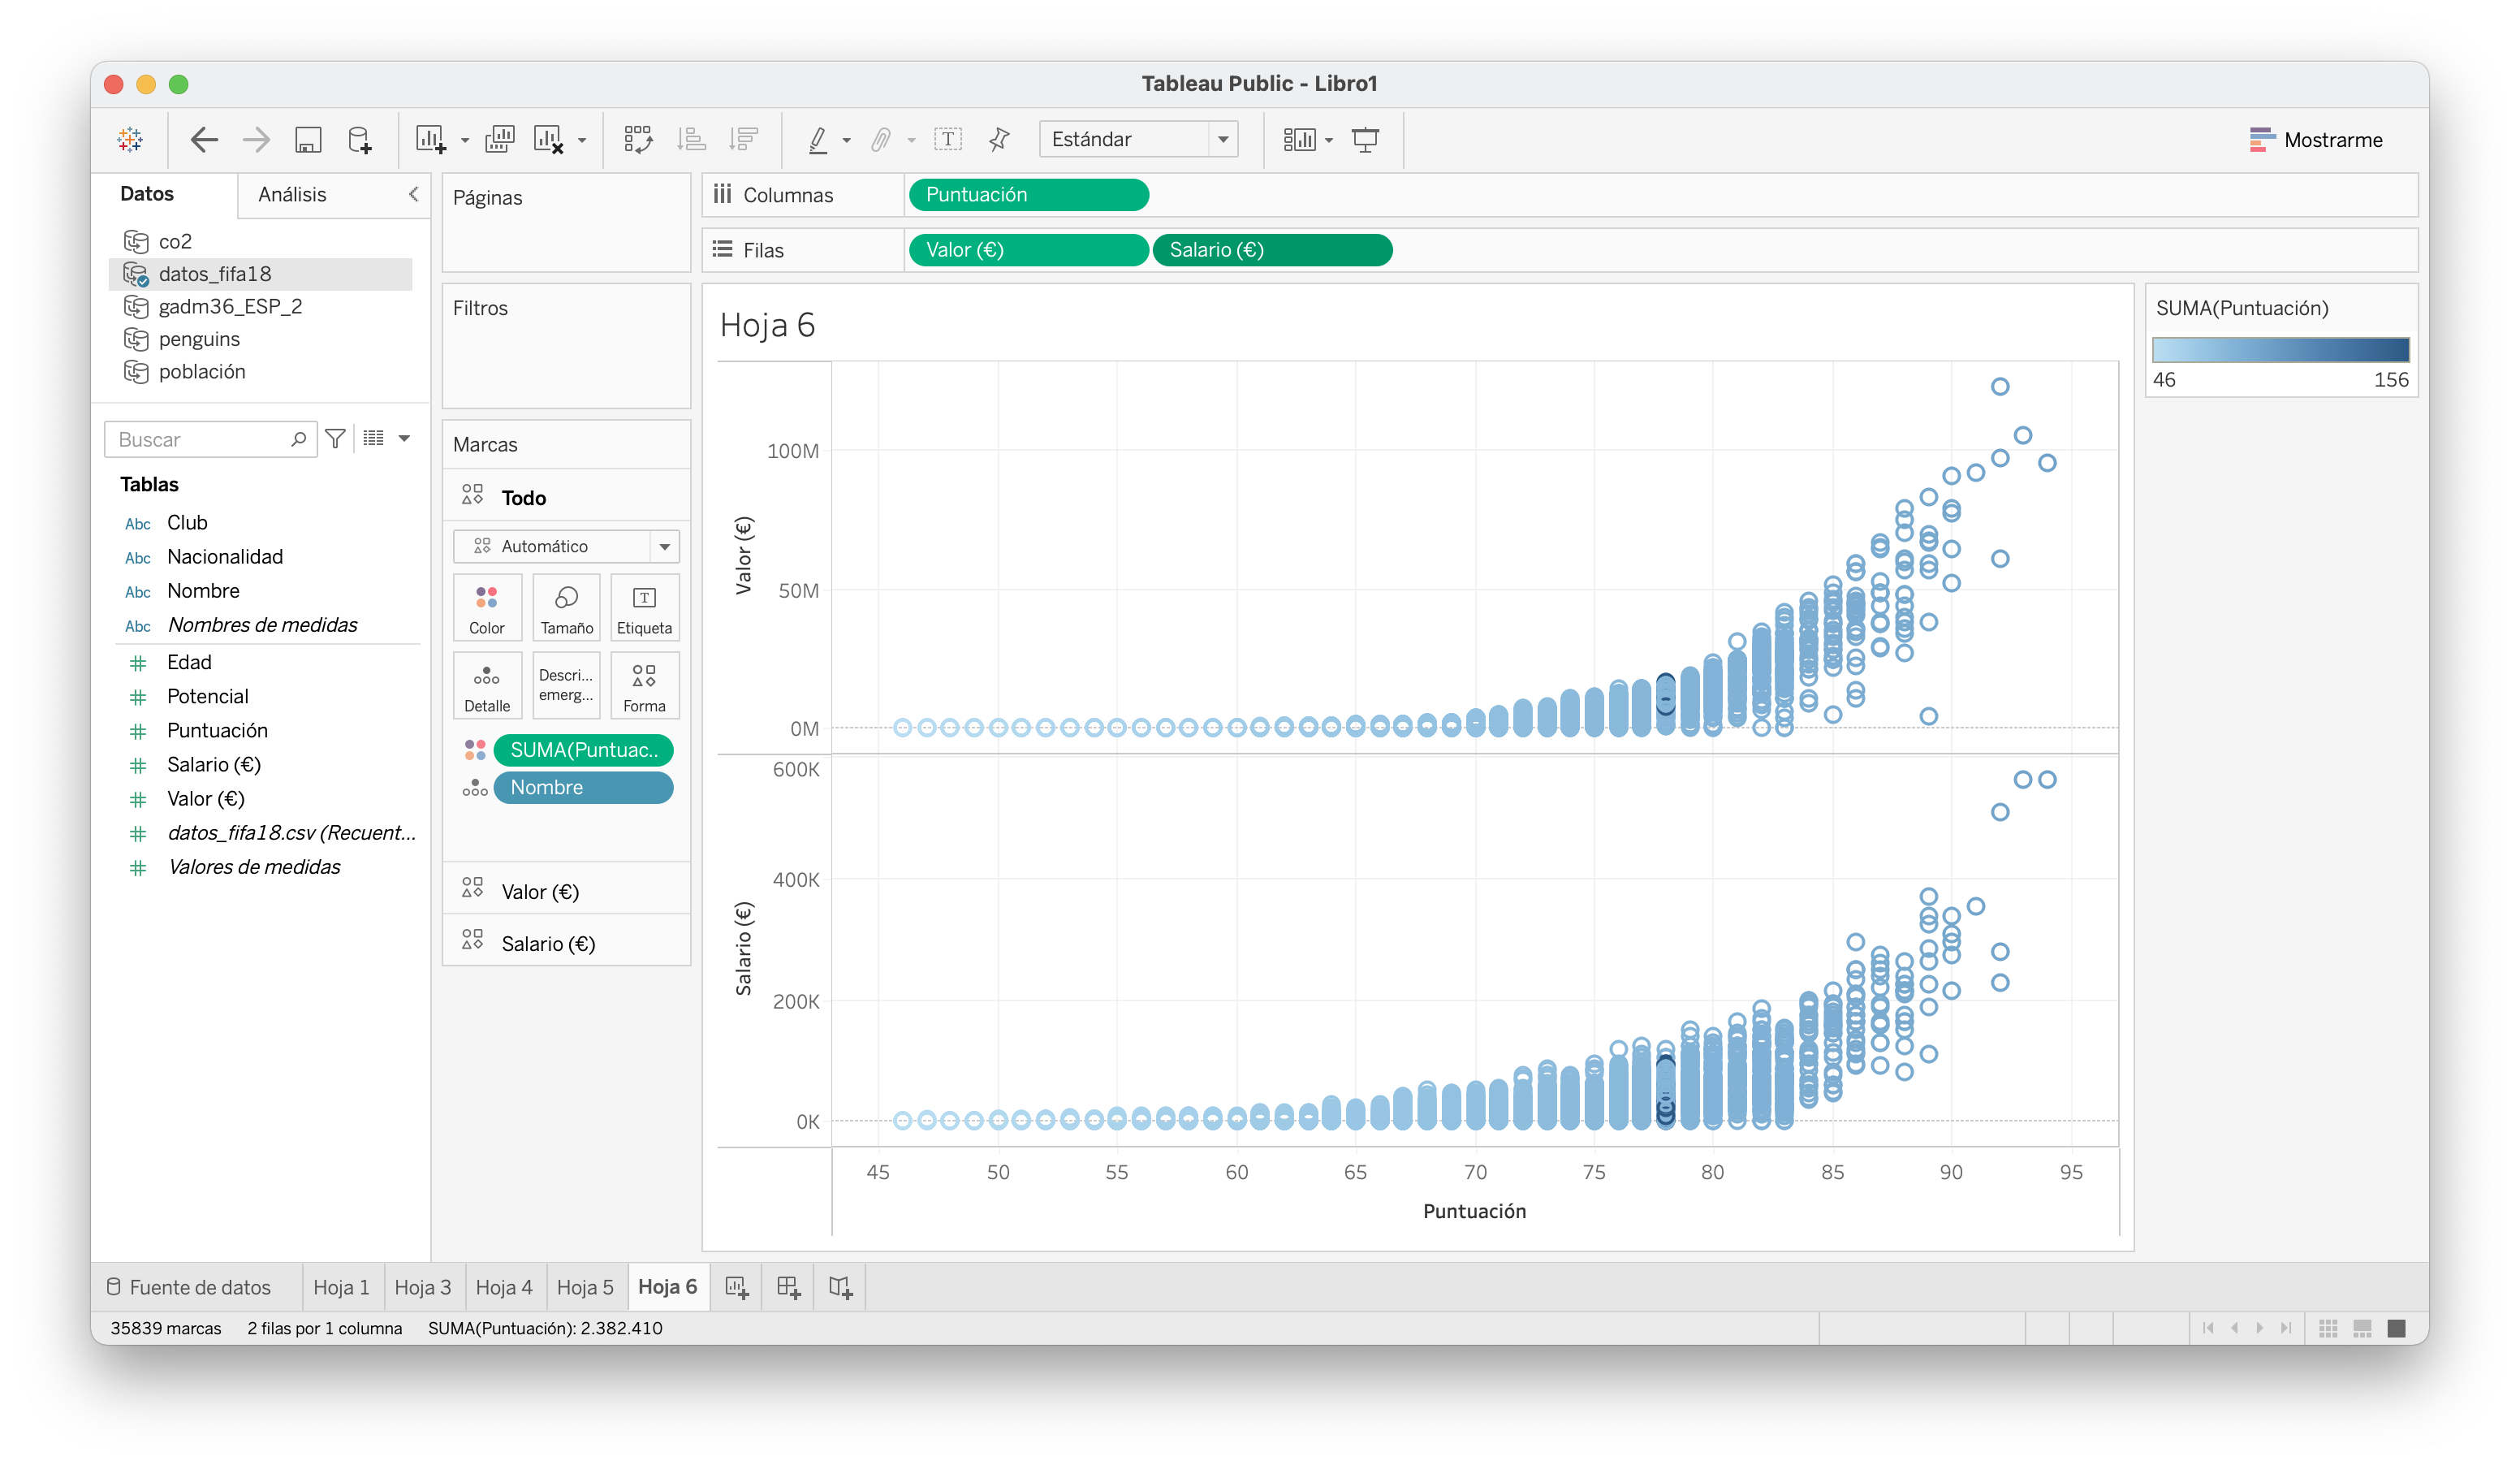 Tableau Public - Libro1
Estándar
Mostrarme
Datos
Análisis
co2
datos_fifa18
gadm36_ESP_2
penguins
población
Buscar
Tablas
Abc Club
Abc Nacionalidad
Abc Nombre
Abc Nombres de medidas
Edad
Potencial
Puntuación
Salario (€)
Valor (€)
datos_fifa18.csv (Recuent...
Valores de medidas
Páginas
Filtros
Marcas
Todo
Automático
Color
Tamaño
T
Etiqueta
Detalle
Descri...
emerg...
Forma
SUMA(Puntuac..
Nombre
Valor (€)
Salario (€)
Columnas
Puntuación
Filas
Valor (€)
Salario (€)
Hoja 6
Valor (€)
100M
50M
0M
Salario (€)
600K
400K
200K
0K
45 50 55 60 65 70 75 80 85 90 95
Puntuación
SUMA(Puntuación)
46 156
Fuente de datos
Hoja 1
Hoja 3
Hoja 4
Hoja 5
Hoja 6
35839 marcas 2 filas por 1 columna SUMA(Puntuación): 2.382.410